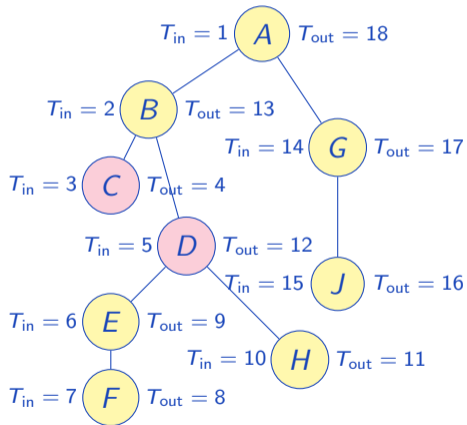 T_in = 1 A T_out = 18
T_in = 2 B T_out = 13
T_in = 14 G T_out = 17
T_in = 3 C T_out = 4
T_in = 5 D T_out = 12
T_in = 15 J T_out = 16
T_in = 6 E T_out = 9
T_in = 10 H T_out = 11
T_in = 7 F T_out = 8